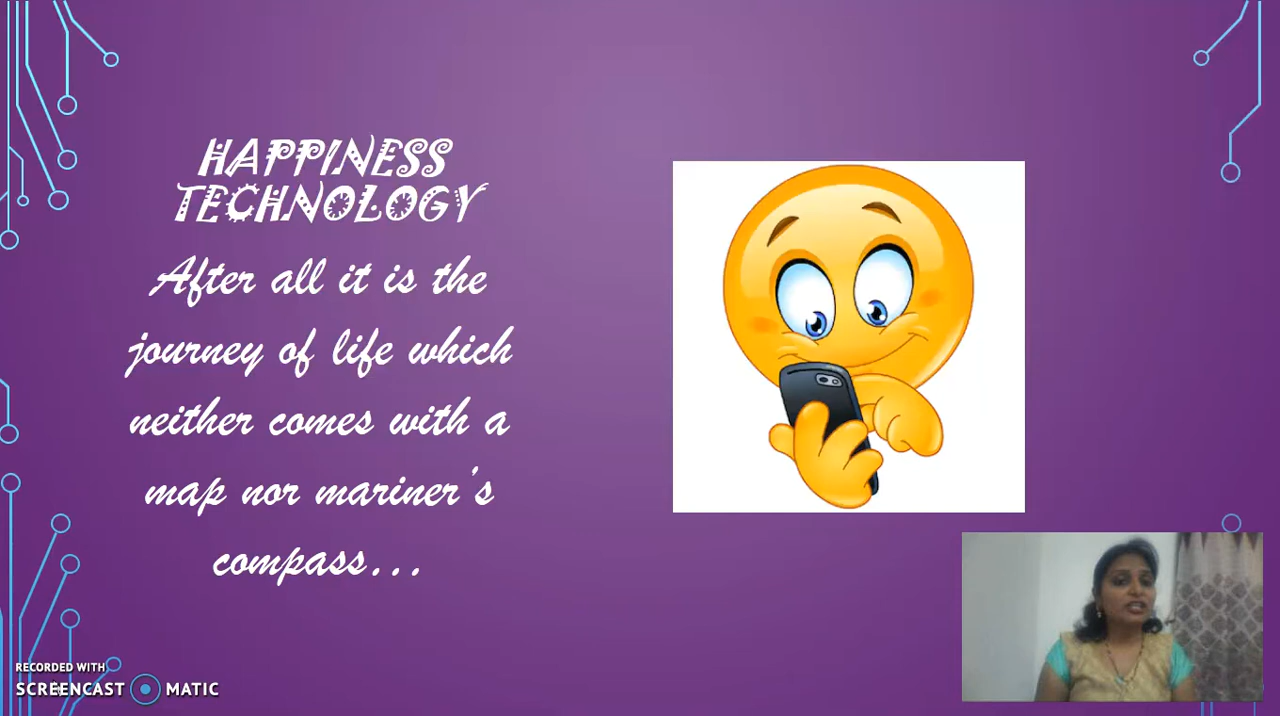 HAPPINESS
TECHNOLOGY
After all it is the
journey of life which
neither comes with a
map nor mariner's
compass...
RECORDED WITH
SCREENCAST MATIC